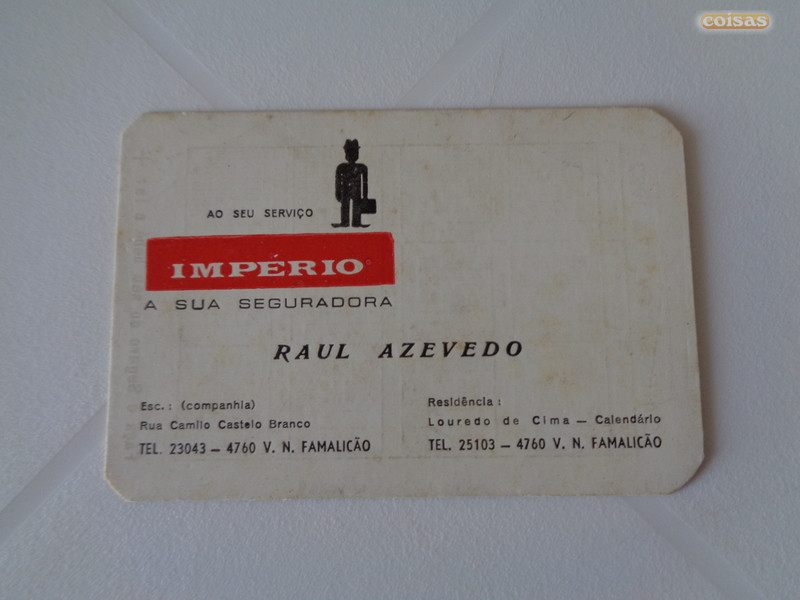 coisas
AO SEU SERVIÇO
IMPÉRIO
A SUA SEGURADORA
RAUL AZEVEDO
Esc.: (companhia)
Rua Camilo Castelo Branco
TEL. 23043 — 4760 V. N. FAMALICÃO
Residência :
Louredo de Cima — Calendário
TEL. 25103 — 4760 V. N. FAMALICÃO